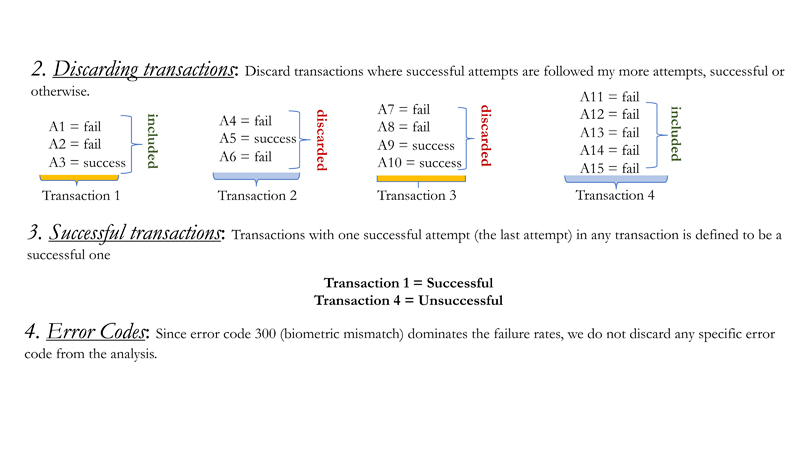 2. Discarding transactions: Discard transactions where successful attempts are followed my more attempts, successful or
otherwise.
A1 = fail
A2 = fail
A3 = success
included
Transaction 1
A4 = fail
A5 = success
A6 = fail
discarded
Transaction 2
A7 = fail
A8 = fail
A9 = success
A10 = success
discarded
Transaction 3
A11 = fail
A12 = fail
A13 = fail
A14 = fail
A15 = fail
included
Transaction 4
3. Successful transactions: Transactions with one successful attempt (the last attempt) in any transaction is defined to be a
successful one
Transaction 1 = Successful
Transaction 4 = Unsuccessful
4. Error Codes: Since error code 300 (biometric mismatch) dominates the failure rates, we do not discard any specific error
code from the analysis.